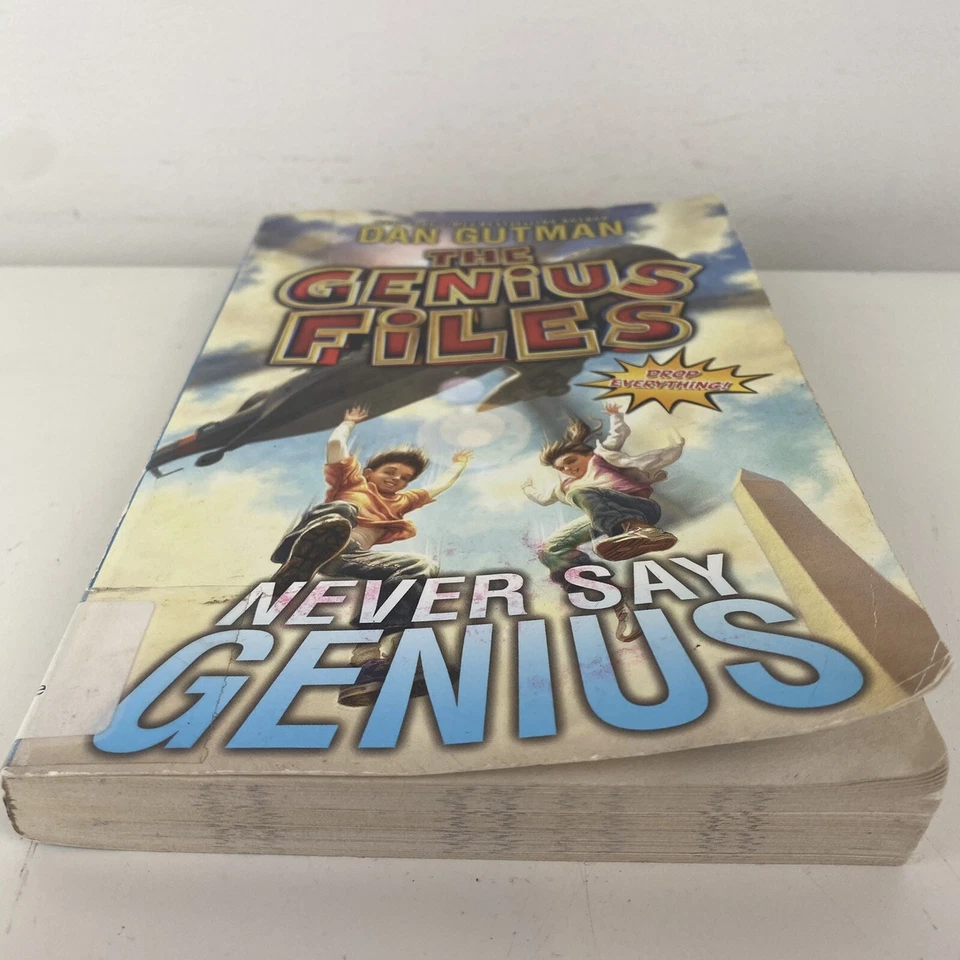 DAN GUTMAN
THE
GENiUS
FiLES
DROP
EVERYTHING!
NEVER SAY
GENIUS
e